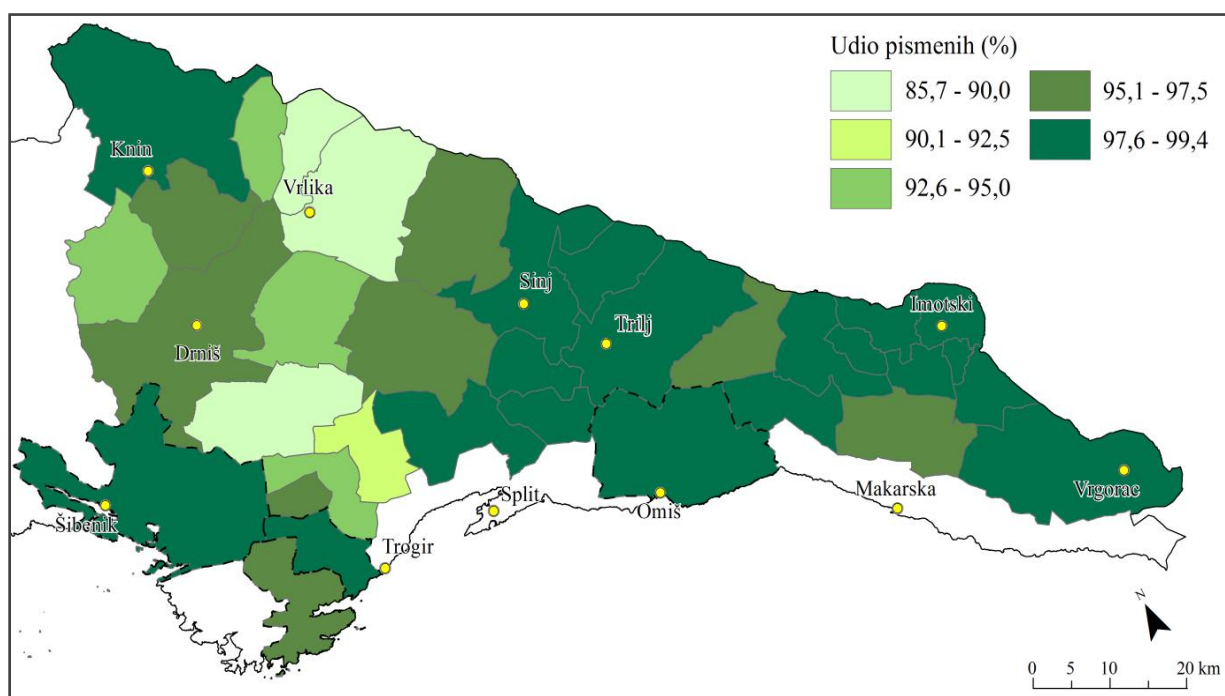 Udio pismenih (%)
85,7 - 90,0
95,1 - 97,5
90,1 - 92,5
97,6 - 99,4
92,6 - 95,0
Knin
Vrlika
Sinj
Imotski
Trilj
Drniš
Vrgorac
Makarska
Split
Omiš
Šibenik
Trogir
N
0 5 10 20 km